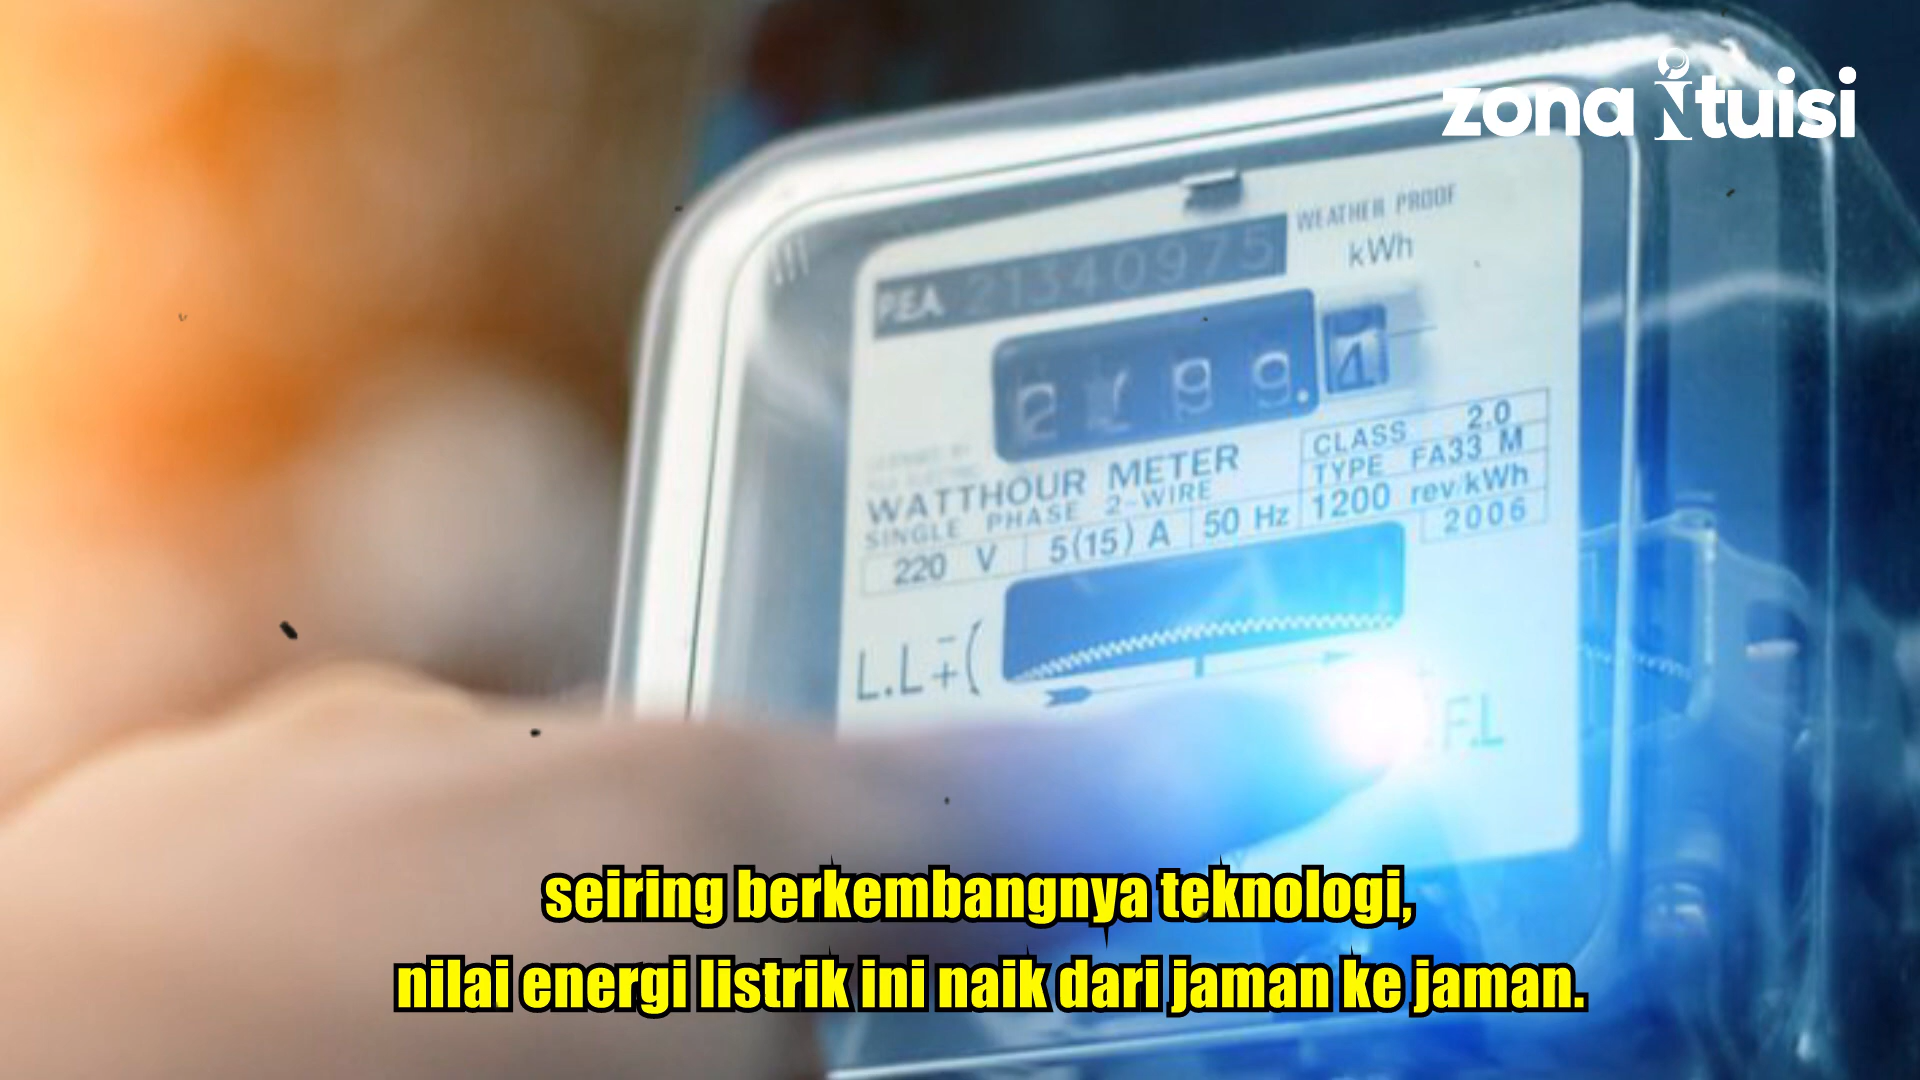 zona ituisi
WEATHER PROOF
kWh
PEA 21340975
99.4
WATTHOUR METER
SINGLE PHASE 2-WIRE
CLASS 2.0
TYPE FA33 M
220 V 5(15) A 50 Hz 1200 rev/kWh
2006
L.L -+(
F.L
seiring berkembangnya teknologi,
nilai energi listrik ini naik dari jaman ke jaman.